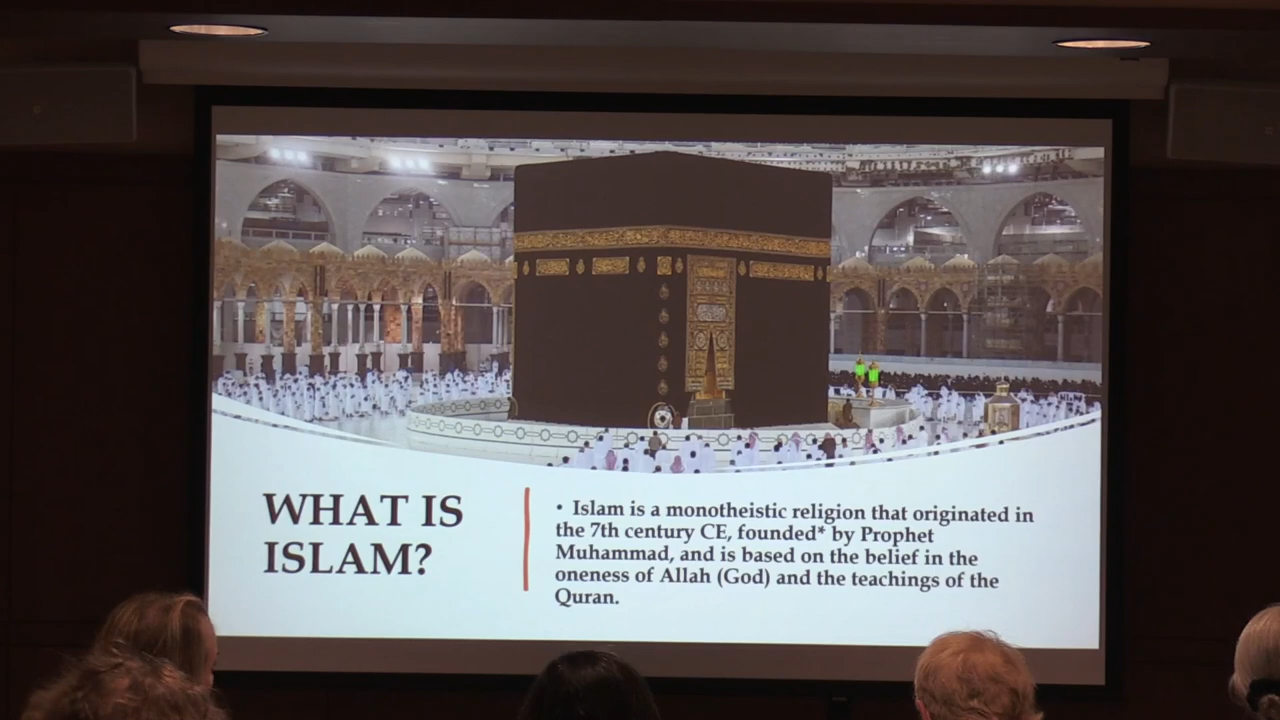 WHAT IS
ISLAM?
• Islam is a monotheistic religion that originated in
the 7th century CE, founded* by Prophet
Muhammad, and is based on the belief in the
oneness of Allah (God) and the teachings of the
Quran.